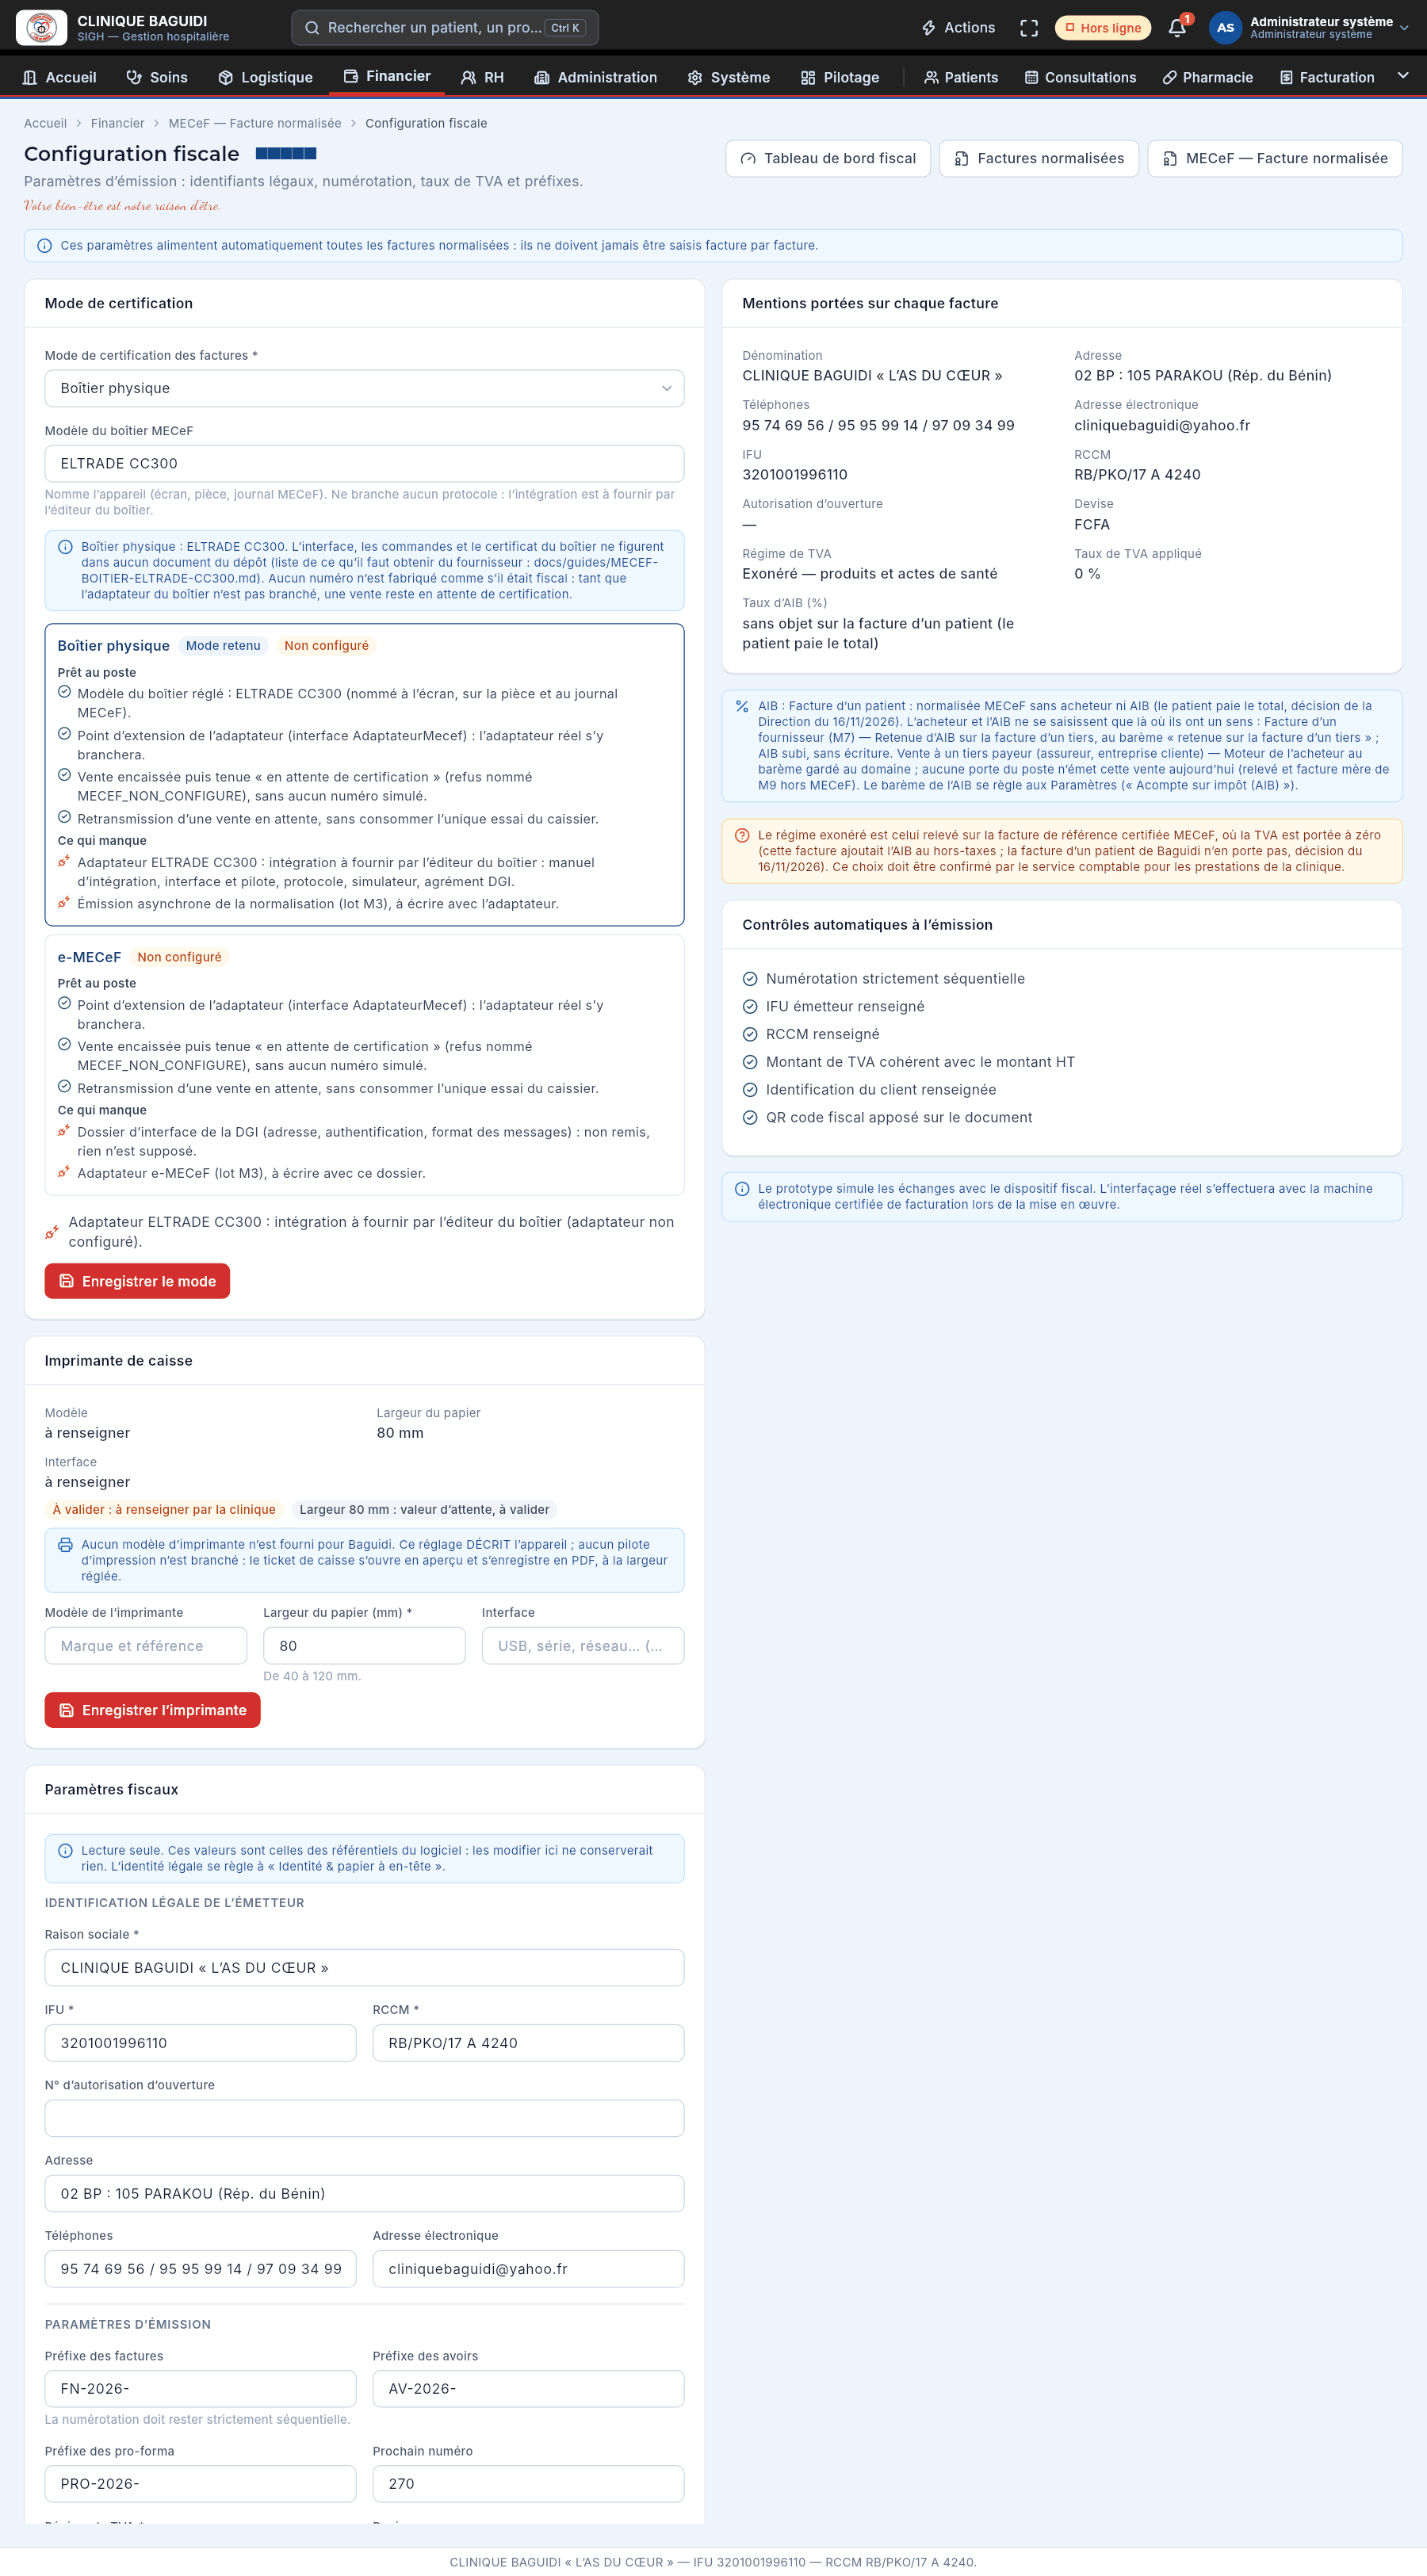 CLINIQUE BAGUIDI
SIGH — Gestion hospitalière
Rechercher un patient, un pro... Ctrl K
Actions
Hors ligne
1
AS
Administrateur système
Administrateur système
Accueil
Soins
Logistique
Financier
RH
Administration
Système
Pilotage
Patients
Consultations
Pharmacie
Facturation
Accueil > Financier > MECeF — Facture normalisée > Configuration fiscale
Configuration fiscale
Paramètres d’émission : identifiants légaux, numérotation, taux de TVA et préfixes.
Votre bien-être est notre raison d'être.
Tableau de bord fiscal
Factures normalisées
MECeF — Facture normalisée
Ces paramètres alimentent automatiquement toutes les factures normalisées : ils ne doivent jamais être saisis facture par facture.
Mode de certification
Mode de certification des factures *
Boîtier physique
Modèle du boîtier MECeF
ELTRADE CC300
Nomme l’appareil (écran, pièce, journal MECeF). Ne branche aucun protocole : l’intégration est à fournir par
l’éditeur du boîtier.
Boîtier physique : ELTRADE CC300. L’interface, les commandes et le certificat du boîtier ne figurent
dans aucun document du dépôt (liste de ce qu’il faut obtenir du fournisseur : docs/guides/MECEF-
BOITIER-ELTRADE-CC300.md). Aucun numéro n’est fabriqué comme s’il était fiscal : tant que
l’adaptateur du boîtier n’est pas branché, une vente reste en attente de certification.
Boîtier physique Mode retenu Non configuré
Prêt au poste
Modèle du boîtier réglé : ELTRADE CC300 (nommé à l’écran, sur la pièce et au journal
MECeF).
Point d’extension de l’adaptateur (interface AdaptateurMecef) : l’adaptateur réel s’y
branchera.
Vente encaissée puis tenue « en attente de certification » (refus nommé
MECEF_NON_CONFIGURE), sans aucun numéro simulé.
Retransmission d’une vente en attente, sans consommer l’unique essai du caissier.
Ce qui manque
Adaptateur ELTRADE CC300 : intégration à fournir par l’éditeur du boîtier : manuel
d’intégration, interface et pilote, protocole, simulateur, agrément DGI.
Émission asynchrone de la normalisation (lot M3), à écrire avec l’adaptateur.
e-MECeF Non configuré
Prêt au poste
Point d’extension de l’adaptateur (interface AdaptateurMecef) : l’adaptateur réel s’y
branchera.
Vente encaissée puis tenue « en attente de certification » (refus nommé
MECEF_NON_CONFIGURE), sans aucun numéro simulé.
Retransmission d’une vente en attente, sans consommer l’unique essai du caissier.
Ce qui manque
Dossier d’interface de la DGI (adresse, authentification, format des messages) : non remis,
rien n’est supposé.
Adaptateur e-MECeF (lot M3), à écrire avec ce dossier.
Adaptateur ELTRADE CC300 : intégration à fournir par l’éditeur du boîtier (adaptateur non
configuré).
Enregistrer le mode
Mentions portées sur chaque facture
Dénomination
CLINIQUE BAGUIDI « L’AS DU CŒUR »
Adresse
02 BP : 105 PARAKOU (Rép. du Bénin)
Téléphones
95 74 69 56 / 95 95 99 14 / 97 09 34 99
Adresse électronique
cliniquebaguidi@yahoo.fr
IFU
3201001996110
RCCM
RB/PKO/17 A 4240
Autorisation d’ouverture
—
Devise
FCFA
Régime de TVA
Exonéré — produits et actes de santé
Taux de TVA appliqué
0 %
Taux d’AIB (%)
sans objet sur la facture d’un patient (le
patient paie le total)
AIB : Facture d’un patient : normalisée MECeF sans acheteur ni AIB (le patient paie le total, décision de la
Direction du 16/11/2026). L’acheteur et l’AIB ne se saisissent que là où ils ont un sens : Facture d’un
fournisseur (M7) — Retenue d’AIB sur la facture d’un tiers, au barème « retenue sur la facture d’un tiers » ;
AIB subi, sans écriture. Vente à un tiers payeur (assureur, entreprise cliente) — Moteur de l’acheteur au
barème gardé au domaine ; aucune porte du poste n’émet cette vente aujourd’hui (relevé et facture mère de
M9 hors MECeF). Le barème de l’AIB se règle aux Paramètres (« Acompte sur impôt (AIB) »).
Le régime exonéré est celui relevé sur la facture de référence certifiée MECeF, où la TVA est portée à zéro
(cette facture ajoutait l’AIB au hors-taxes ; la facture d’un patient de Baguidi n’en porte pas, décision du
16/11/2026). Ce choix doit être confirmé par le service comptable pour les prestations de la clinique.
Contrôles automatiques à l’émission
Numérotation strictement séquentielle
IFU émetteur renseigné
RCCM renseigné
Montant de TVA cohérent avec le montant HT
Identification du client renseignée
QR code fiscal apposé sur le document
Le prototype simule les échanges avec le dispositif fiscal. L’interfaçage réel s’effectuera avec la machine
électronique certifiée de facturation lors de la mise en œuvre.
Imprimante de caisse
Modèle
à renseigner
Largeur du papier
80 mm
Interface
à renseigner
À valider : à renseigner par la clinique
Largeur 80 mm : valeur d’attente, à valider
Aucun modèle d’imprimante n’est fourni pour Baguidi. Ce réglage DÉCRIT l’appareil ; aucun pilote
d’impression n’est branché : le ticket de caisse s’ouvre en aperçu et s’enregistre en PDF, à la largeur
réglée.
Modèle de l’imprimante
Marque et référence
Largeur du papier (mm) *
80
De 40 à 120 mm.
Interface
USB, série, réseau... (...
Enregistrer l’imprimante
Paramètres fiscaux
Lecture seule. Ces valeurs sont celles des référentiels du logiciel : les modifier ici ne conserverait
rien. L’identité légale se règle à « Identité & papier à en-tête ».
IDENTIFICATION LÉGALE DE L’ÉMETTEUR
Raison sociale *
CLINIQUE BAGUIDI « L’AS DU CŒUR »
IFU *
3201001996110
RCCM *
RB/PKO/17 A 4240
N° d’autorisation d’ouverture
Adresse
02 BP : 105 PARAKOU (Rép. du Bénin)
Téléphones
95 74 69 56 / 95 95 99 14 / 97 09 34 99
Adresse électronique
cliniquebaguidi@yahoo.fr
PARAMÈTRES D’ÉMISSION
Préfixe des factures
FN-2026-
La numérotation doit rester strictement séquentielle.
Préfixe des avoirs
AV-2026-
Préfixe des pro-forma
PRO-2026-
Prochain numéro
270
CLINIQUE BAGUIDI « L’AS DU CŒUR » — IFU 3201001996110 — RCCM RB/PKO/17 A 4240.